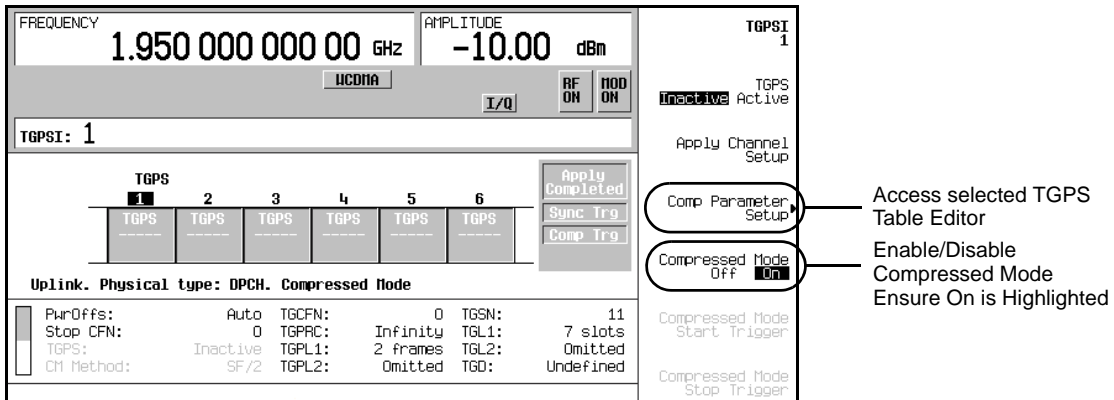 FREQUENCY
1.950 000 000 00 GHz
AMPLITUDE
-10.00 dBm
WCDMA
I/Q
RF ON
MOD ON
TGPSI: 1
TGPS
1 2 3 4 5 6
TGPS TGPS TGPS TGPS TGPS TGPS
----- ----- ----- ----- ----- -----
Apply Completed
Sync Trg
Comp Trg
Uplink. Physical type: DPCH. Compressed Mode
PwrOffs: Auto TGCFN: 0 TGSN: 11
Stop CFN: 0 TGPRC: Infinity TGL1: 7 slots
TGPS: Inactive TGPL1: 2 frames TGL2: Omitted
CM Method: SF/2 TGPL2: Omitted TGD: Undefined
TGPSI
1
TGPS
Inactive Active
Apply Channel
Setup
Comp Parameter
Setup
Compressed Mode
Off On
Compressed Mode
Start Trigger
Compressed Mode
Stop Trigger
Access selected TGPS
Table Editor
Enable/Disable
Compressed Mode
Ensure On is Highlighted